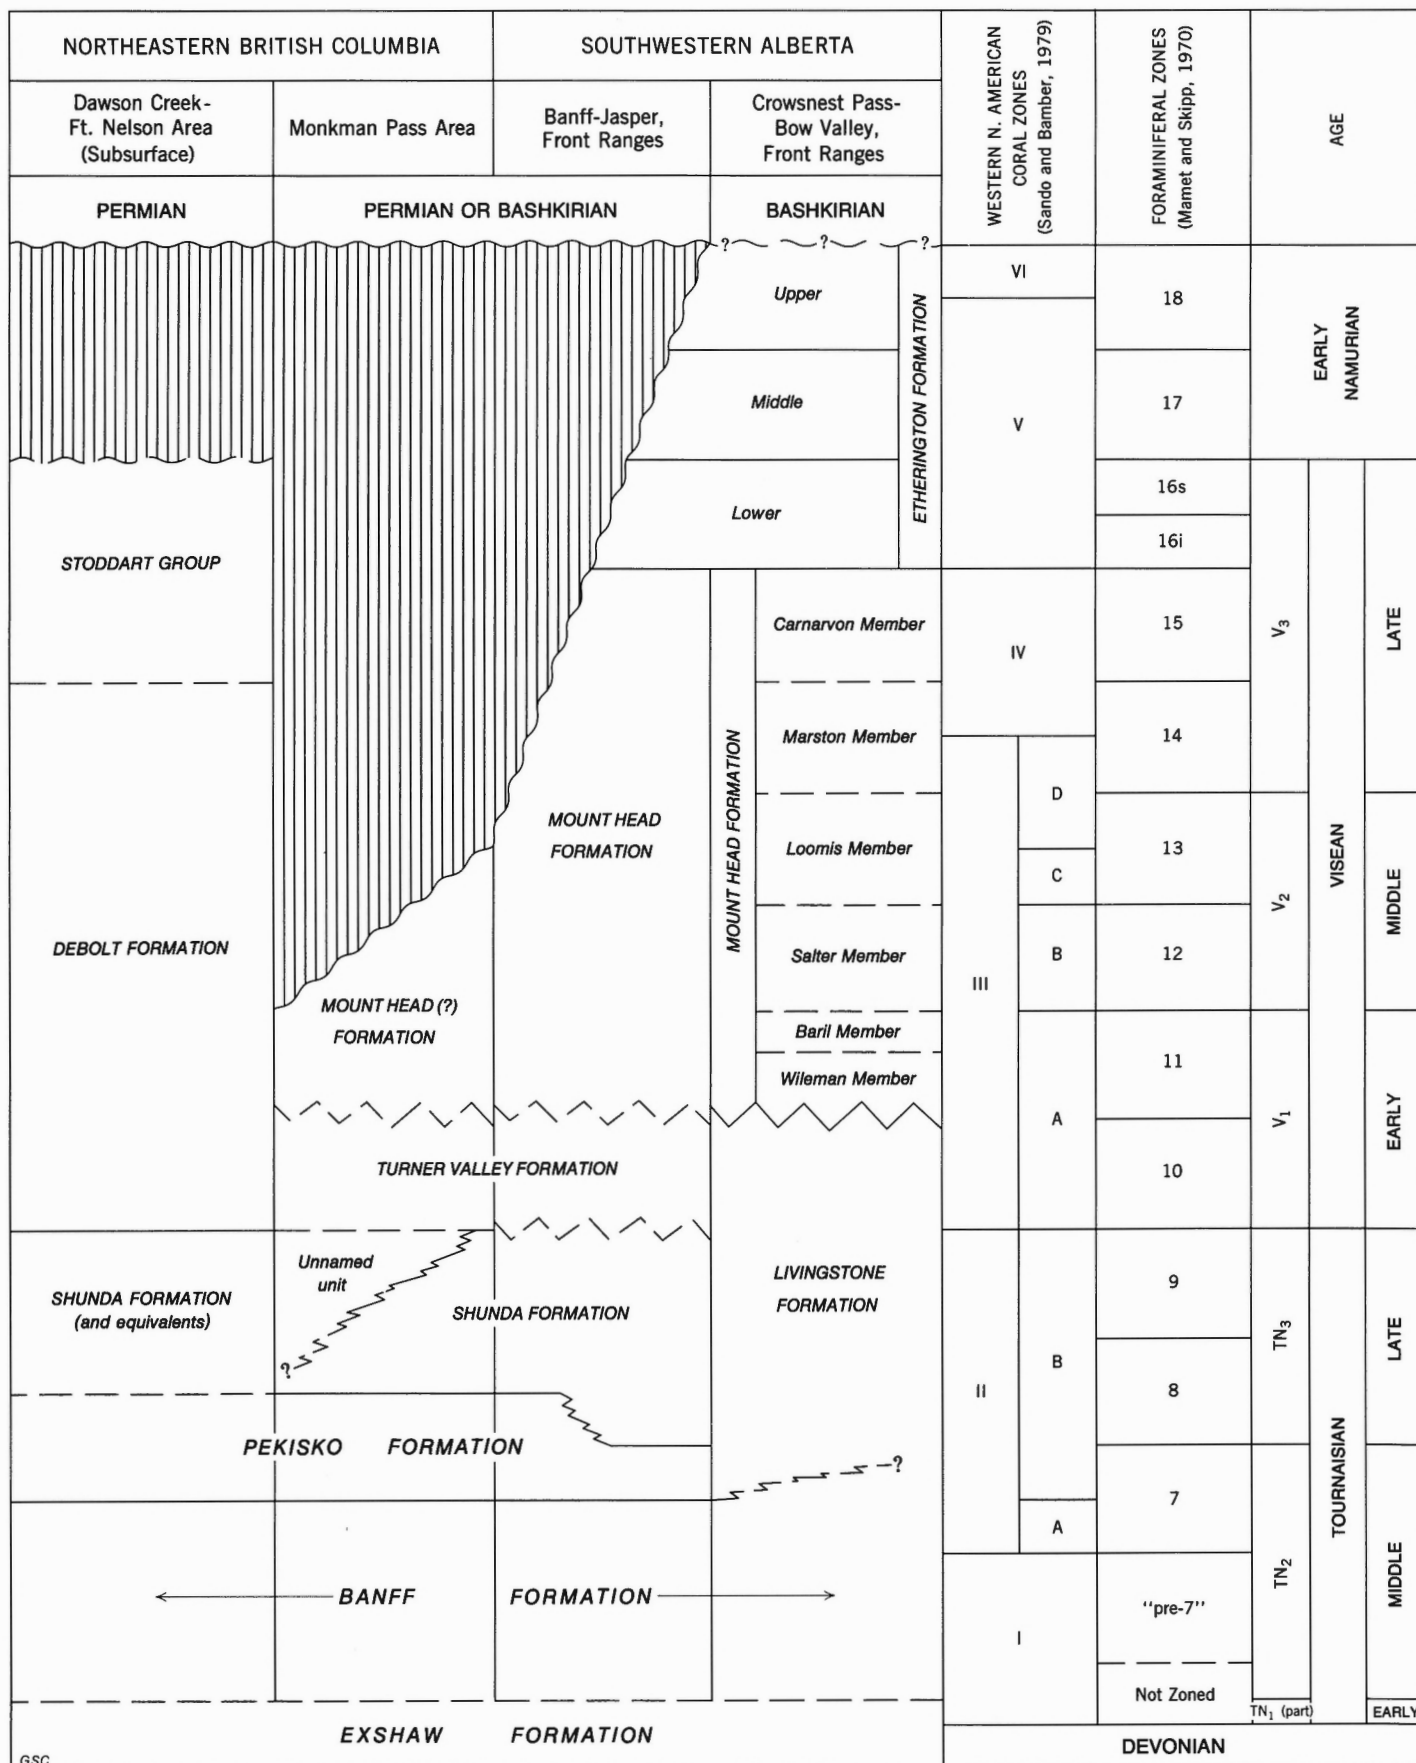 NORTHEASTERN BRITISH COLUMBIA
SOUTHWESTERN ALBERTA
WESTERN N. AMERICAN
CORAL ZONES
(Sando and Bamber, 1979)
FORAMINIFERAL ZONES
(Mamet and Skipp, 1970)
AGE
Dawson Creek-
Ft. Nelson Area
(Subsurface)
Monkman Pass Area
Banff-Jasper,
Front Ranges
Crowsnest Pass-
Bow Valley,
Front Ranges
PERMIAN
PERMIAN OR BASHKIRIAN
BASHKIRIAN
? ? ?
STODDART GROUP
DEBOLT FORMATION
SHUNDA FORMATION
(and equivalents)
MOUNT HEAD (?)
FORMATION
MOUNT HEAD
FORMATION
TURNER VALLEY FORMATION
Unnamed
unit
?
SHUNDA FORMATION
PEKISKO FORMATION
BANFF FORMATION
EXSHAW FORMATION
Upper
Middle
Lower
ETHERINGTON FORMATION
MOUNT HEAD FORMATION
Carnarvon Member
Marston Member
Loomis Member
Salter Member
Baril Member
Wileman Member
LIVINGSTONE
FORMATION
?
VI
V
IV
III
D
C
B
A
II
B
A
I
18
17
16s
16i
15
14
13
12
11
10
9
8
7
"pre-7"
Not Zoned
EARLY
NAMURIAN
V3
V2
V1
TN3
TN2
TN1 (part)
VISEAN
TOURNAISIAN
LATE
MIDDLE
EARLY
LATE
MIDDLE
EARLY
DEVONIAN
GSC